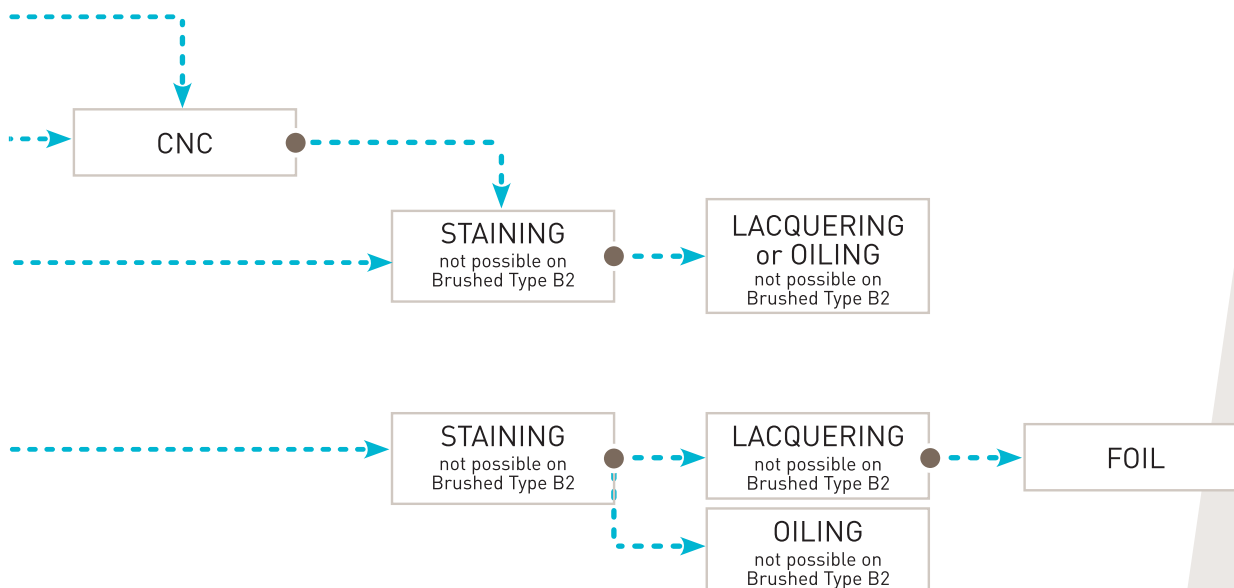 CNC
STAINING
not possible on
Brushed Type B2
LACQUERING
or OILING
not possible on
Brushed Type B2
STAINING
not possible on
Brushed Type B2
LACQUERING
not possible on
Brushed Type B2
FOIL
OILING
not possible on
Brushed Type B2